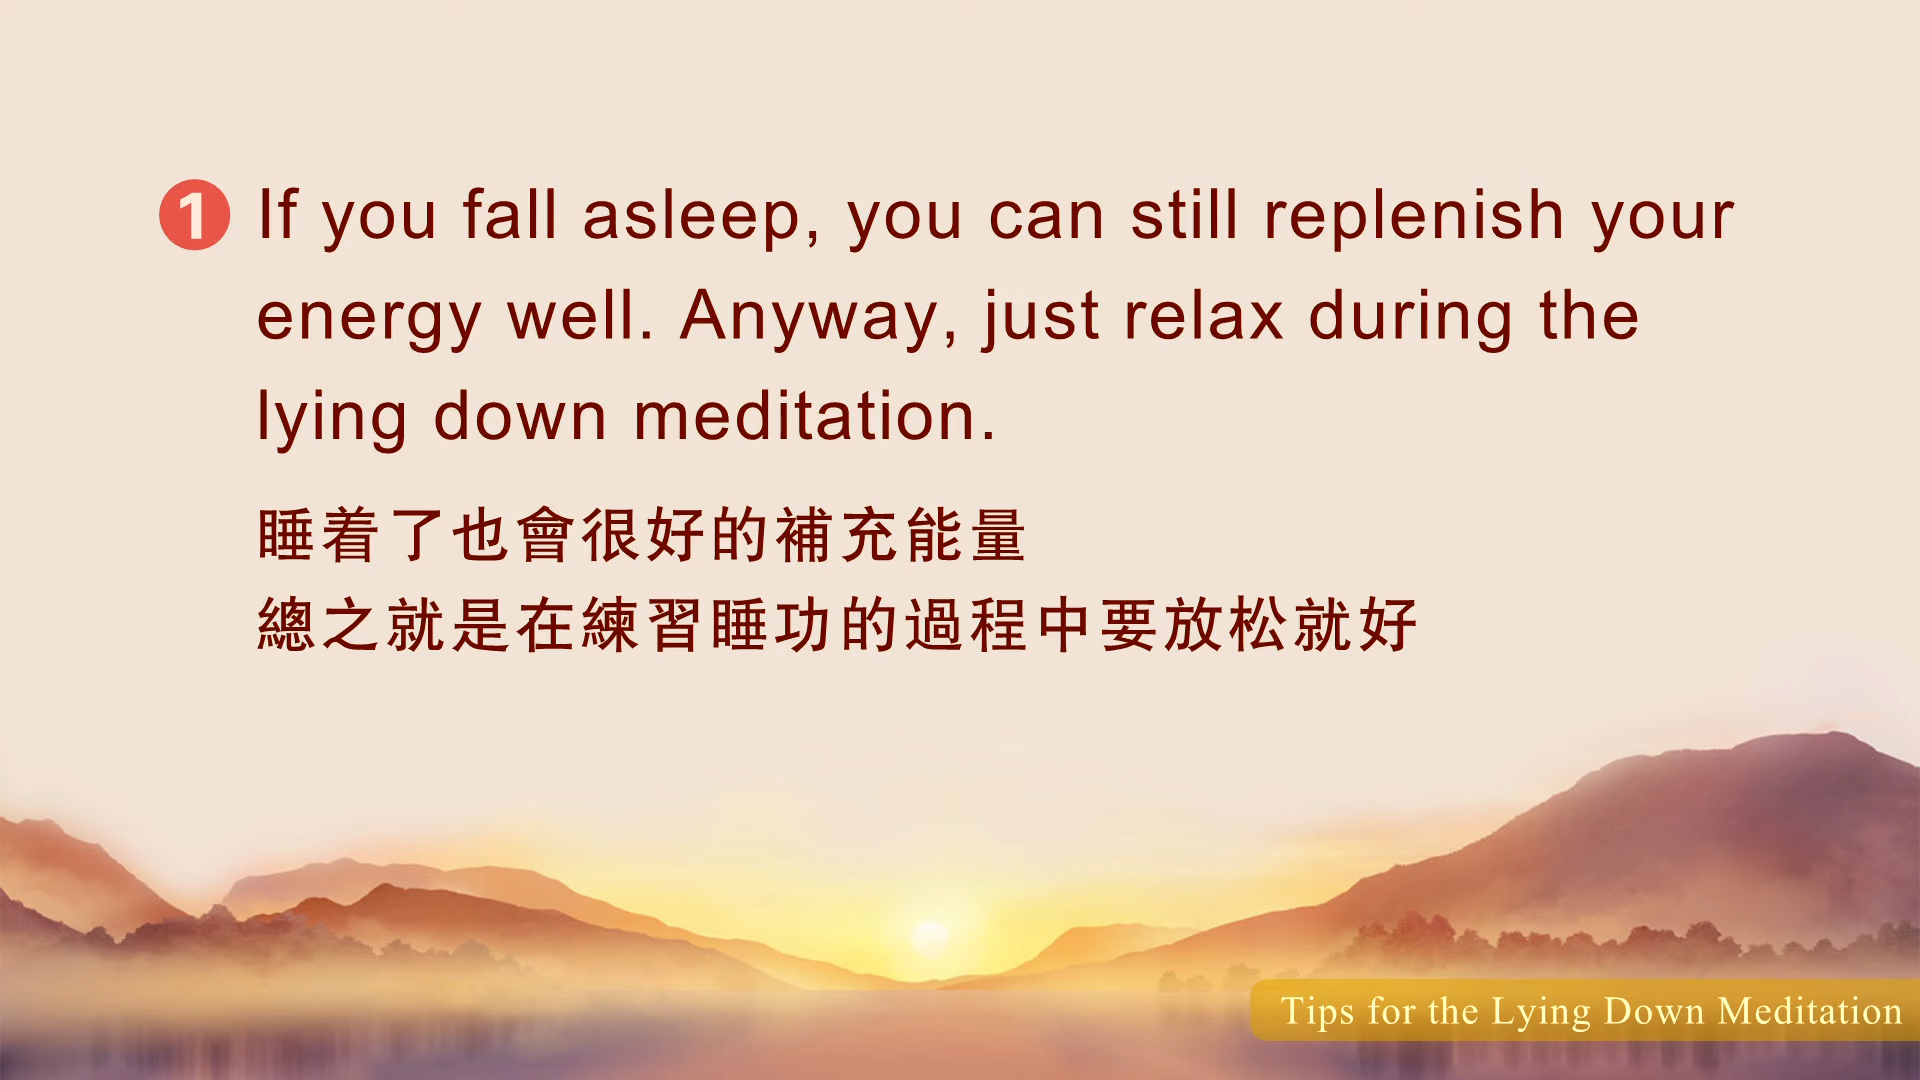 1 If you fall asleep, you can still replenish your
energy well. Anyway, just relax during the
lying down meditation.
睡着了也會很好的補充能量
總之就是在練習睡功的過程中要放松就好
Tips for the Lying Down Meditation